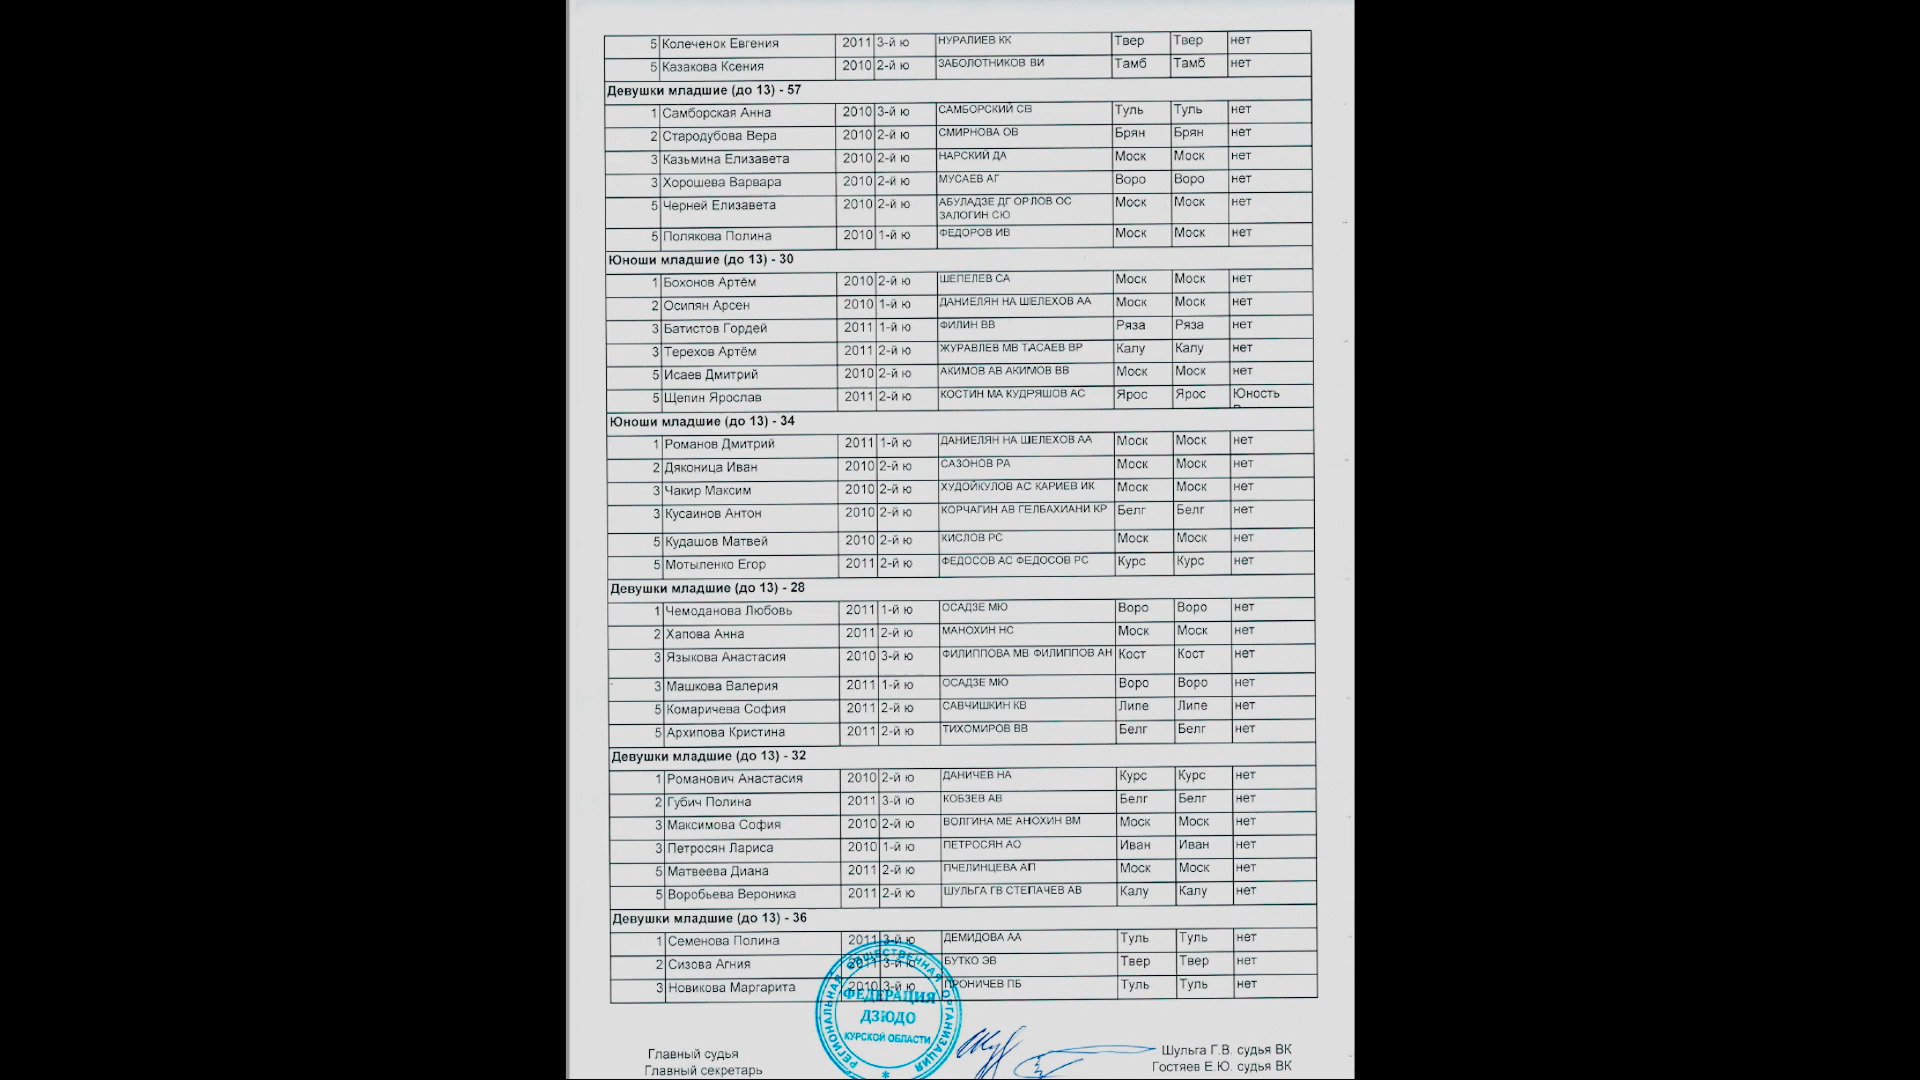 5 Колеченок Евгения 2011 3-й ю НУРАЛИЕВ КК Твер Твер нет
5 Казакова Ксения 2010 2-й ю ЗАБОЛОТНИКОВ ВИ Тамб Тамб нет
Девушки младшие (до 13) - 57
1 Самборская Анна 2010 3-й ю САМБОРСКИЙ СВ Туль Туль нет
2 Стародубова Вера 2010 2-й ю СМИРНОВА ОВ Брян Брян нет
3 Казьмина Елизавета 2010 2-й ю НАРСКИЙ ДА Моск Моск нет
3 Хорошева Варвара 2010 2-й ю МУСАЕВ АГ Воро Воро нет
5 Черней Елизавета 2010 2-й ю АБУЛАДЗЕ ДГ ОРЛОВ ОС Моск Моск нет
ЗАЛОГИН СЮ
5 Полякова Полина 2010 1-й ю ФЕДОРОВ ИВ Моск Моск нет
Юноши младшие (до 13) - 30
1 Бохонов Артём 2010 2-й ю ШЕПЕЛЕВ СА Моск Моск нет
2 Осипян Арсен 2010 1-й ю ДАНИЕЛЯН НА ШЕЛЕХОВ АА Моск Моск нет
3 Батистов Гордей 2011 1-й ю ФИЛИН ВВ Ряза Ряза нет
3 Терехов Артём 2011 2-й ю ЖУРАВЛЕВ МВ ТАСАЕВ ВР Калу Калу нет
5 Исаев Дмитрий 2010 2-й ю АКИМОВ АВ АКИМОВ ВВ Моск Моск нет
5 Щепин Ярослав 2011 2-й ю КОСТИН МА КУДРЯШОВ АС Ярос Ярос Юность
Юноши младшие (до 13) - 34
1 Романов Дмитрий 2011 1-й ю ДАНИЕЛЯН НА ШЕЛЕХОВ АА Моск Моск нет
2 Дяконица Иван 2010 2-й ю САЗОНОВ РА Моск Моск нет
3 Чакир Максим 2010 2-й ю ХУДОЙКУЛОВ АС КАРИЕВ ИК Моск Моск нет
3 Кусаинов Антон 2010 2-й ю КОРЧАГИН АВ ГЕЛБАХИАНИ КР Белг Белг нет
5 Кудашов Матвей 2010 2-й ю КИСЛОВ РС Моск Моск нет
5 Мотыленко Егор 2011 2-й ю ФЕДОСОВ АС ФЕДОСОВ РС Курс Курс нет
Девушки младшие (до 13) - 28
1 Чемоданова Любовь 2011 1-й ю ОСАДЗЕ МЮ Воро Воро нет
2 Хапова Анна 2011 2-й ю МАНОХИН НС Моск Моск нет
3 Языкова Анастасия 2010 3-й ю ФИЛИППОВА МВ ФИЛИППОВ АН Кост Кост нет
3 Машкова Валерия 2011 1-й ю ОСАДЗЕ МЮ Воро Воро нет
5 Комаричева София 2011 2-й ю САВЧИШКИН КВ Липе Липе нет
5 Архипова Кристина 2011 2-й ю ТИХОМИРОВ ВВ Белг Белг нет
Девушки младшие (до 13) - 32
1 Романович Анастасия 2010 2-й ю ДАНИЧЕВ НА Курс Курс нет
2 Губич Полина 2011 3-й ю КОБЗЕВ АВ Белг Белг нет
3 Максимова София 2010 2-й ю ВОЛГИНА МЕ АНОХИН ВМ Моск Моск нет
3 Петросян Лариса 2010 1-й ю ПЕТРОСЯН АО Иван Иван нет
5 Матвеева Диана 2011 2-й ю ПЧЕЛИНЦЕВА АП Моск Моск нет
5 Воробьева Вероника 2011 2-й ю ШУЛЬГА ГВ СТЕПАЧЕВ АВ Калу Калу нет
Девушки младшие (до 13) - 36
1 Семенова Полина 2011 3-й ю ДЕМИДОВА АА Туль Туль нет
2 Сизова Агния 2011 3-й ю БУТКО ЭВ Твер Твер нет
3 Новикова Маргарита 2010 3-й ю ПРОНИЧЕВ ПБ Туль Туль нет
РЕГИОНАЛЬНАЯ ОБЩЕСТВЕННАЯ ОРГАНИЗАЦИЯ
ФЕДЕРАЦИЯ
ДЗЮДО
КУРСКОЙ ОБЛАСТИ
Главный судья Шульга Г.В. судья ВК
Главный секретарь Гостяев Е.Ю. судья ВК